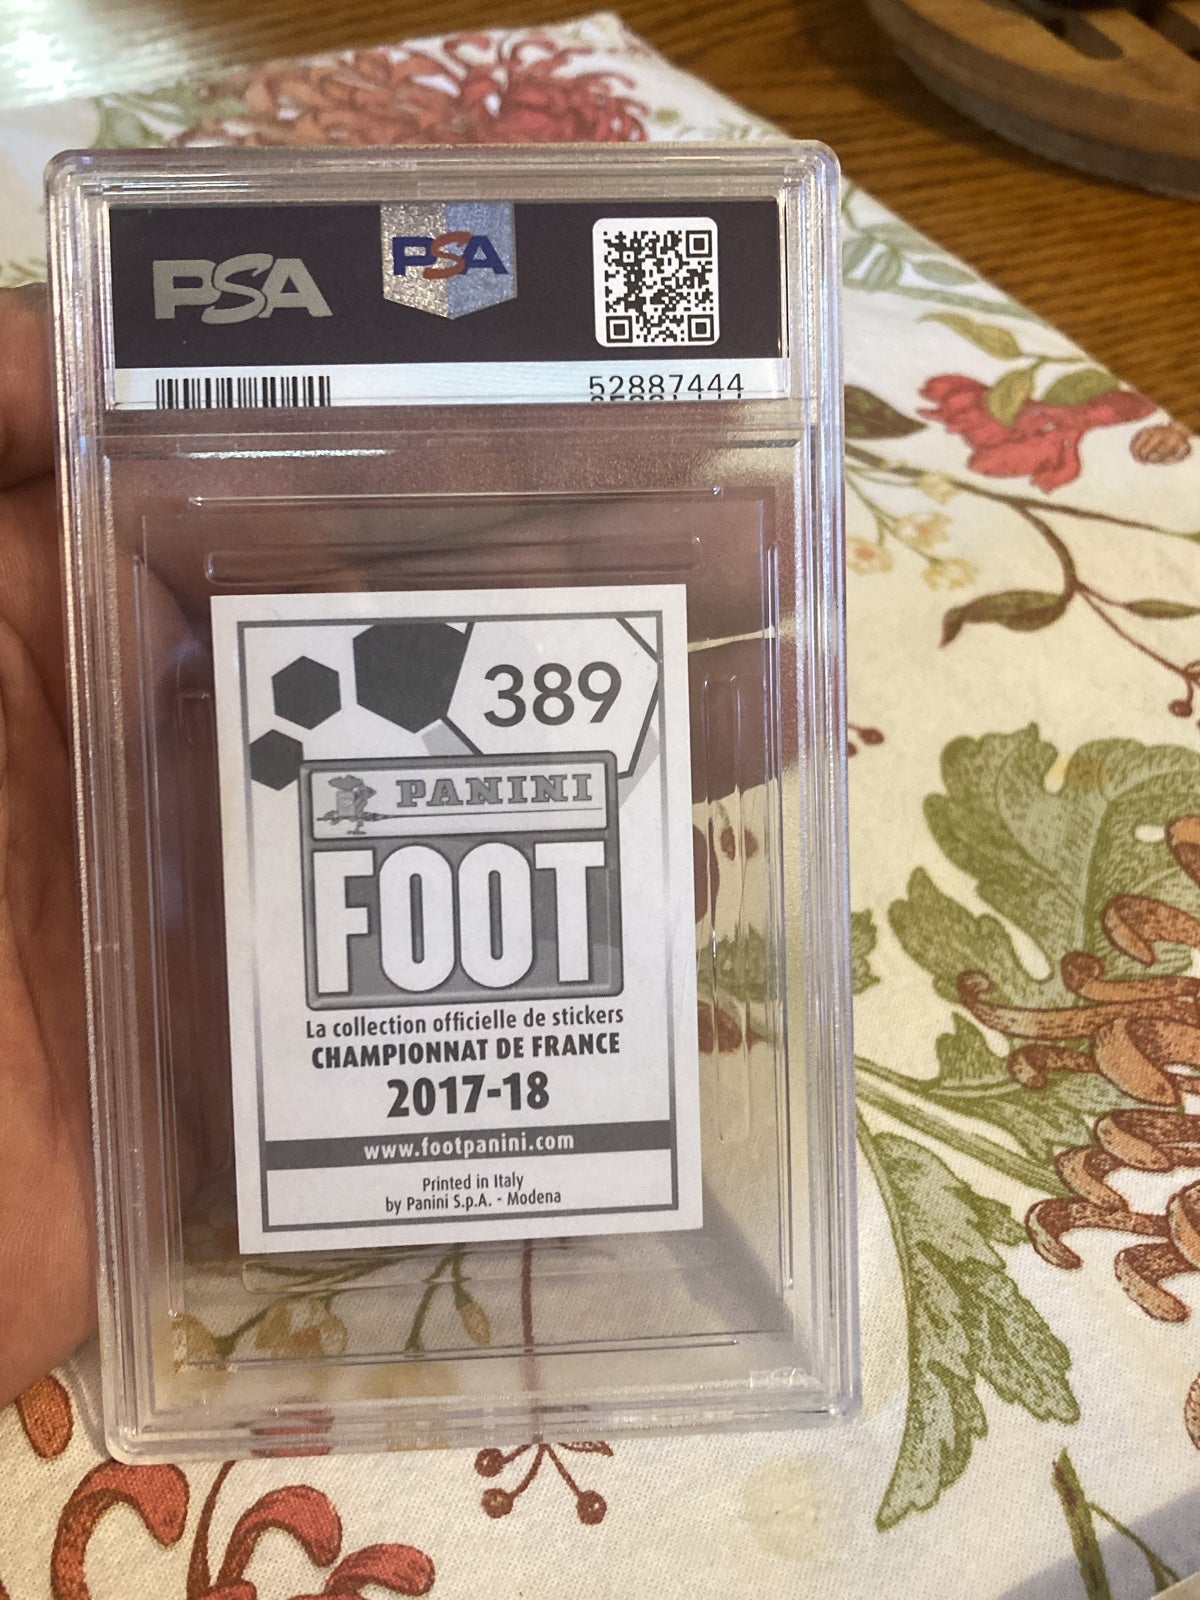 PSA
PSA
52887444
389
PANINI
FOOT
La collection officielle de stickers
CHAMPIONNAT DE FRANCE
2017-18
www.footpanini.com
Printed in Italy
by Panini S.p.A. - Modena